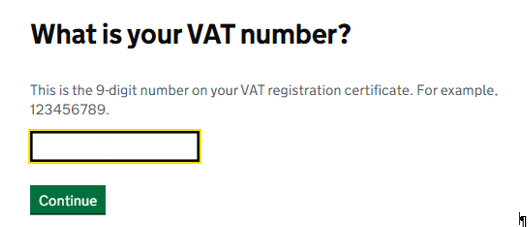 What is your VAT number?
This is the 9-digit number on your VAT registration certificate. For example,
123456789.
Continue
¶